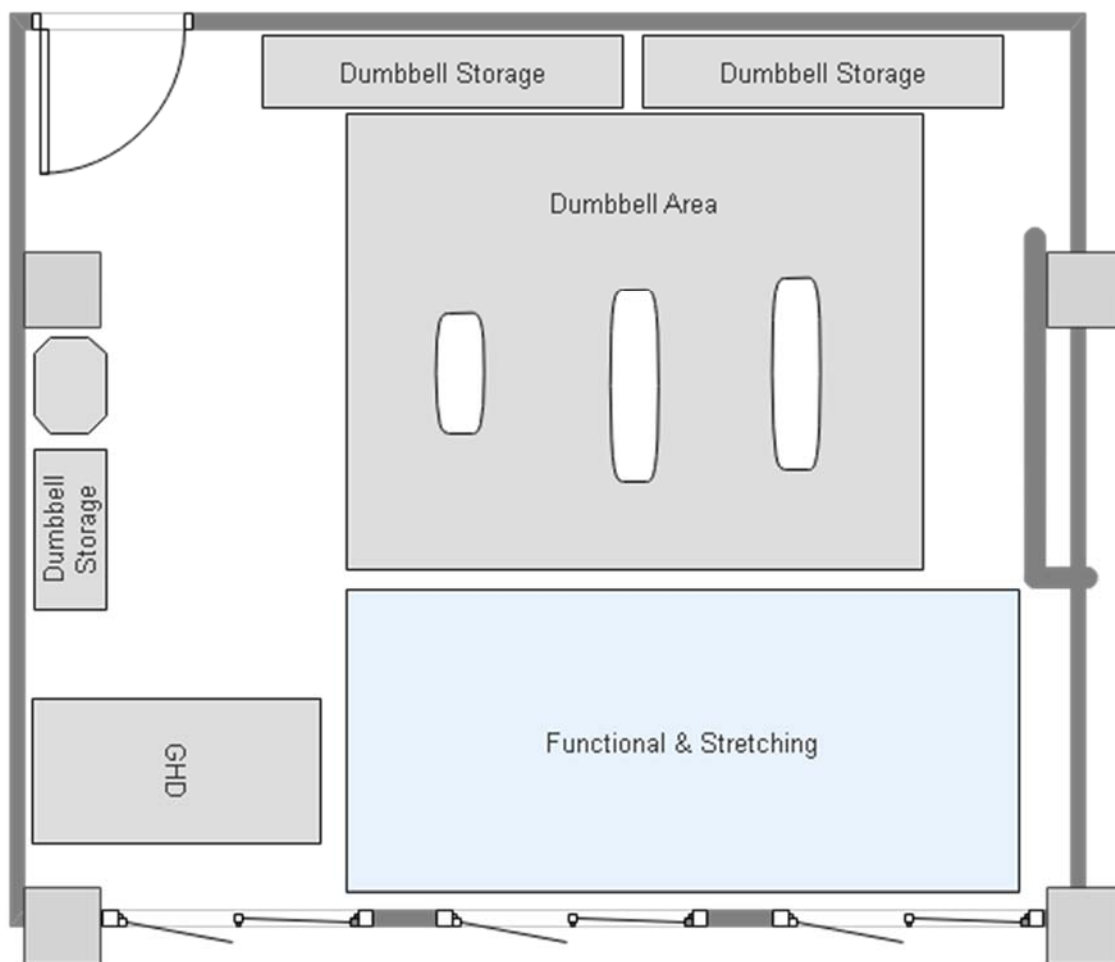 Dumbbell Storage
Dumbbell Storage
Dumbbell Area
Dumbbell
Storage
Functional & Stretching
GHD